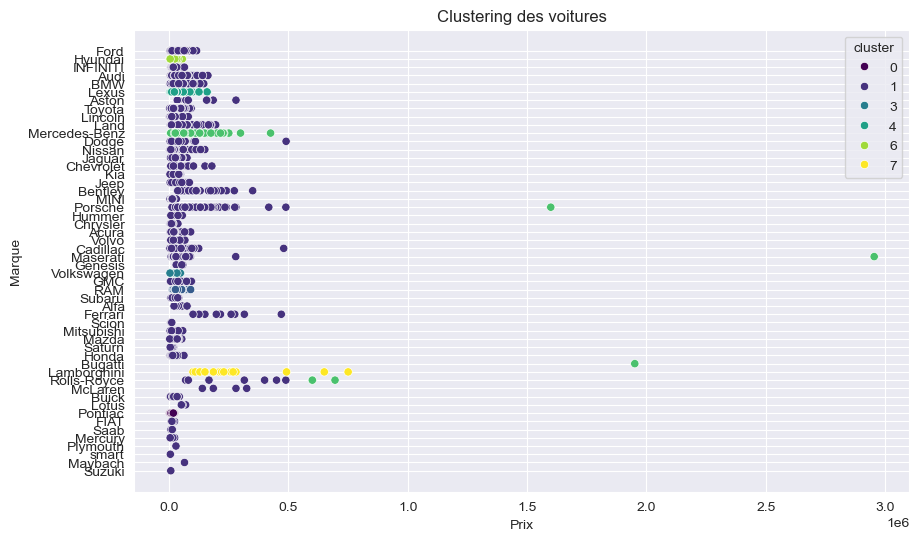 Clustering des voitures
cluster
0
1
3
4
6
7
Marque
Ford
Hyundai
INFINITI
Audi
BMW
Lexus
Aston
Toyota
Lincoln
Land
Mercedes-Benz
Dodge
Nissan
Jaguar
Chevrolet
Kia
Jeep
Bentley
MINI
Porsche
Hummer
Chrysler
Acura
Volvo
Cadillac
Maserati
Genesis
Volkswagen
GMC
RAM
Subaru
Alfa
Ferrari
Scion
Mitsubishi
Mazda
Saturn
Honda
Bugatti
Lamborghini
Rolls-Royce
McLaren
Buick
Lotus
Pontiac
FIAT
Saab
Mercury
Plymouth
smart
Maybach
Suzuki
0.0 0.5 1.0 1.5 2.0 2.5 3.0
1e6
Prix